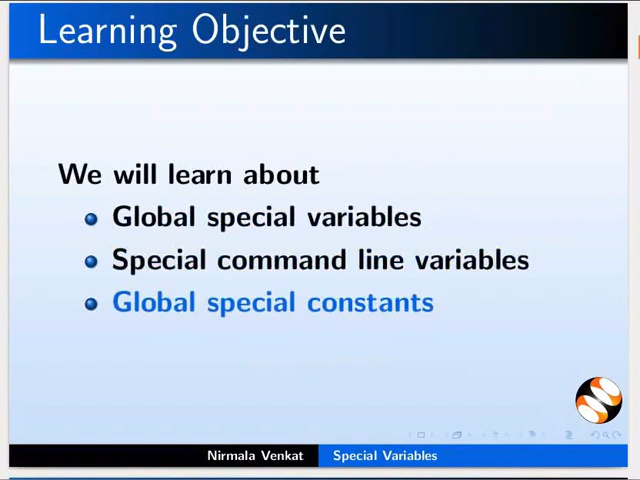 Learning Objective
We will learn about
Global special variables
Special command line variables
Global special constants
Nirmala Venkat
Special Variables